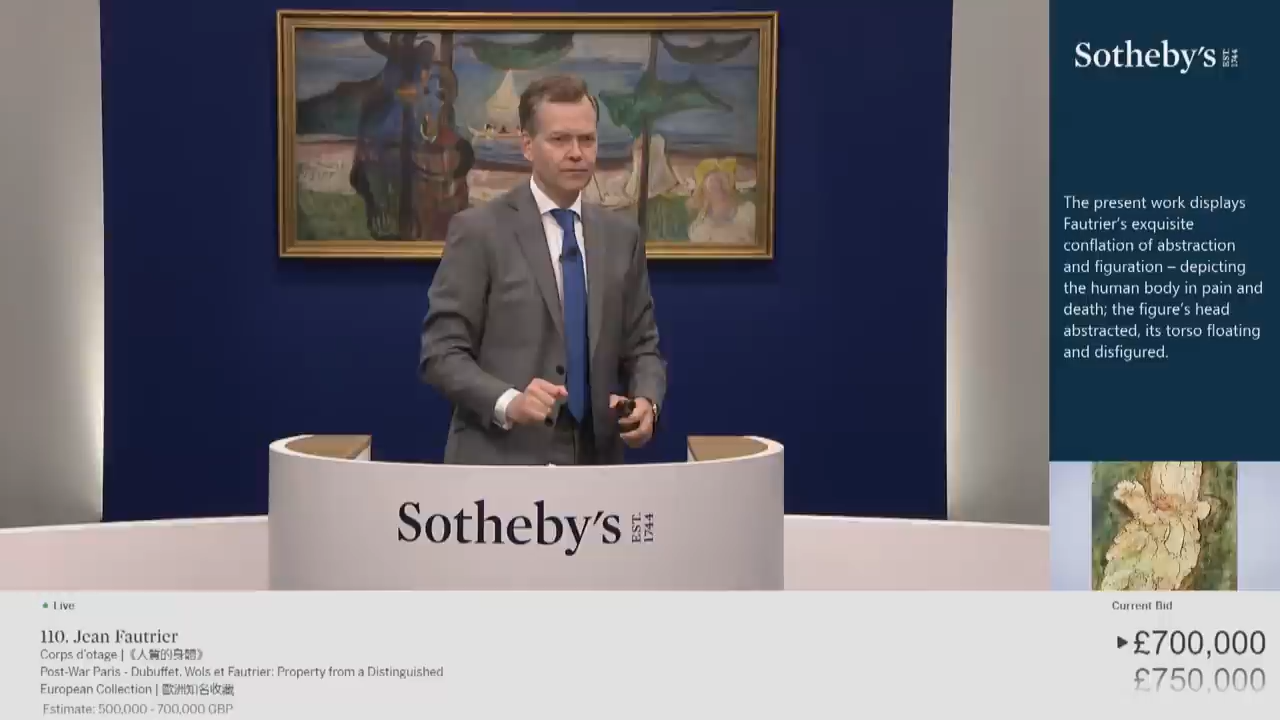 Sotheby's EST. 1744
The present work displays
Fautrier's exquisite
conflation of abstraction
and figuration – depicting
the human body in pain and
death; the figure's head
abstracted, its torso floating
and disfigured.
Sotheby's EST. 1744
Live
110. Jean Fautrier
Corps d'otage | 《人質的身體》
Post-War Paris - Dubuffet, Wols et Fautrier: Property from a Distinguished
European Collection | 歐洲知名收藏
Estimate: 500,000 - 700,000 GBP
Current Bid
£700,000
£750,000